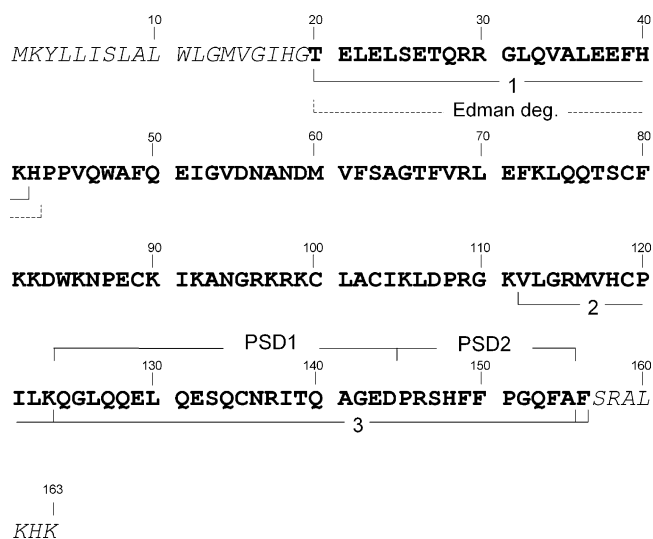 10 20 30 40
MKYLLISLAL WLGMVGIHGT ELELSETQRR GLQVALEEFH
1
Edman deg.
50 60 70 80
KHPPVQWAFQ EIGVDNANDM VFSAGTFVRL EFKLQQTSCF
90 100 110 120
KKDWKNPECK IKANGRKRKC LACIKLDPRG KVLGRMVHCP
2
PSD1 PSD2
130 140 150 160
ILKQGLQQEL QESQCNRITQ AGEDPRSHFF PGQFAFSRAL
3
163
KHK